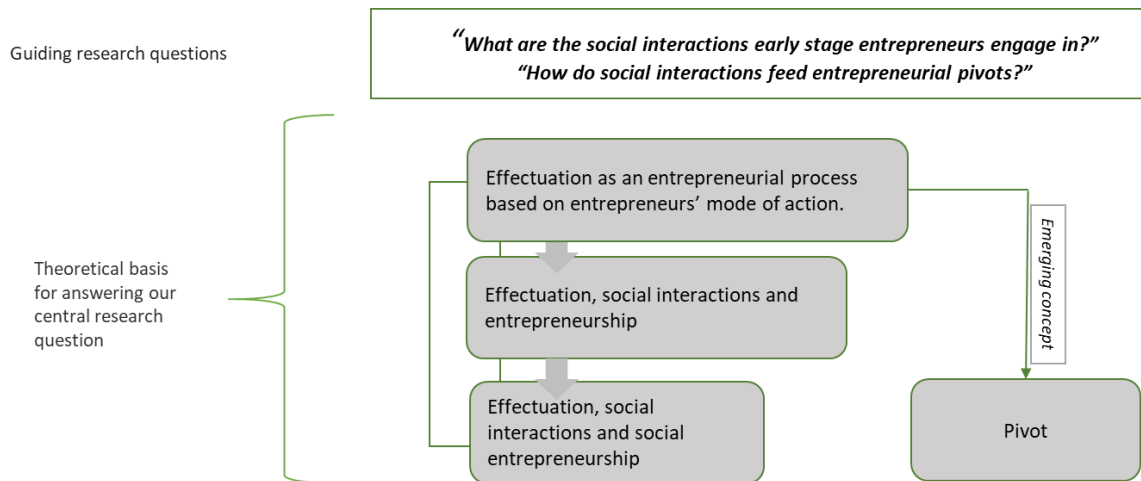 Guiding research questions
“What are the social interactions early stage entrepreneurs engage in?”
“How do social interactions feed entrepreneurial pivots?”
Effectuation as an entrepreneurial process
based on entrepreneurs’ mode of action.
Emerging concept
Theoretical basis
for answering our
central research
question
Effectuation, social interactions and
entrepreneurship
Effectuation, social
interactions and social
entrepreneurship
Pivot